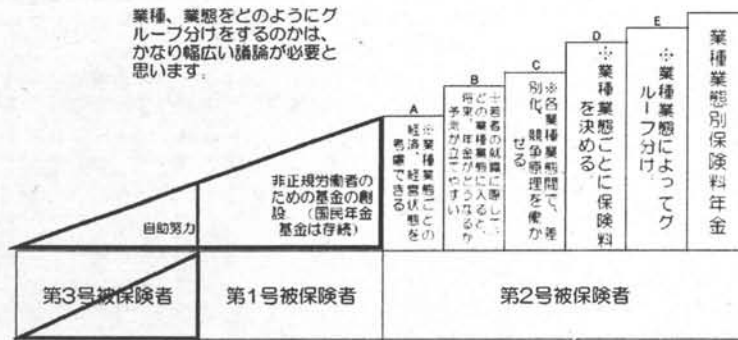 業種、業態をどのようにグ
ループ分けをするのかは、
かなり幅広い議論が必要と
思います。
自助努力
非正規労働者の
ための基金の創
設　（国民年金
基金は存続）
A
※業種業態ごとの
経済、経営状態を
考慮できる
B
※若者の就職に際して、
どの業種業態に入ると、
将来、年金がどうなるか
予測が立てやすい
C
※各業種業態間で、差
別化、競争原理を働か
せる
D
※業種業態ごとに保険料
を決める。
E
※業種業態によってグ
ループ分け。
業種業態別保険料年金
第3号被保険者
第1号被保険者
第2号被保険者